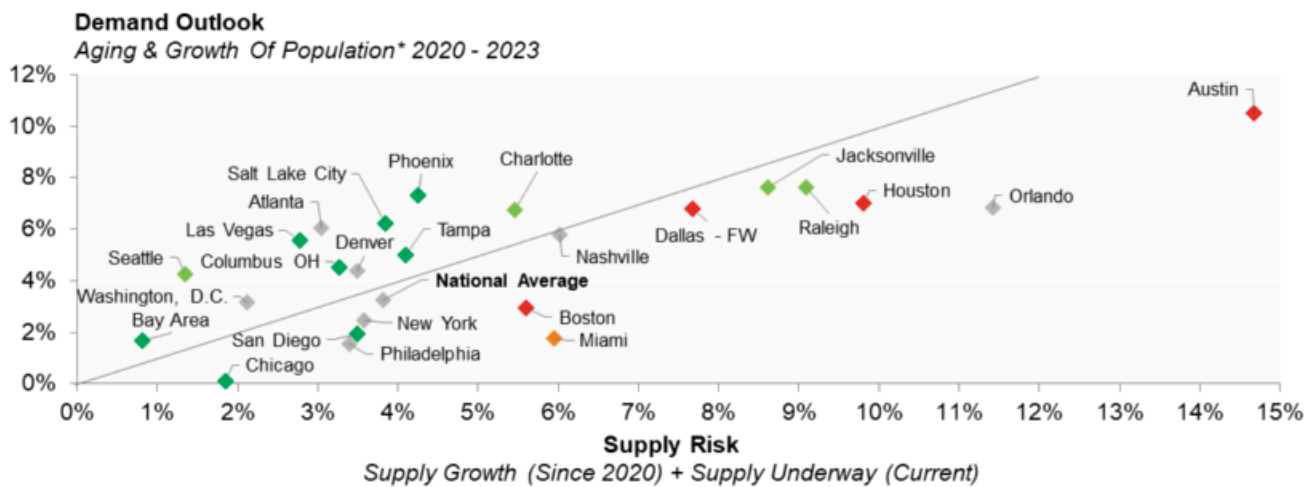 Demand Outlook
Aging & Growth Of Population* 2020 - 2023
12%
10%
8%
6%
4%
2%
0%
Austin
Phoenix
Charlotte
Jacksonville
Salt Lake City
Houston
Orlando
Atlanta
Las Vegas
Denver
Tampa
Dallas - FW
Raleigh
Seattle
Columbus OH
Nashville
National Average
Washington, D.C.
Bay Area
New York
Boston
San Diego
Miami
Philadelphia
Chicago
0% 1% 2% 3% 4% 5% 6% 7% 8% 9% 10% 11% 12% 13% 14% 15%
Supply Risk
Supply Growth (Since 2020) + Supply Underway (Current)